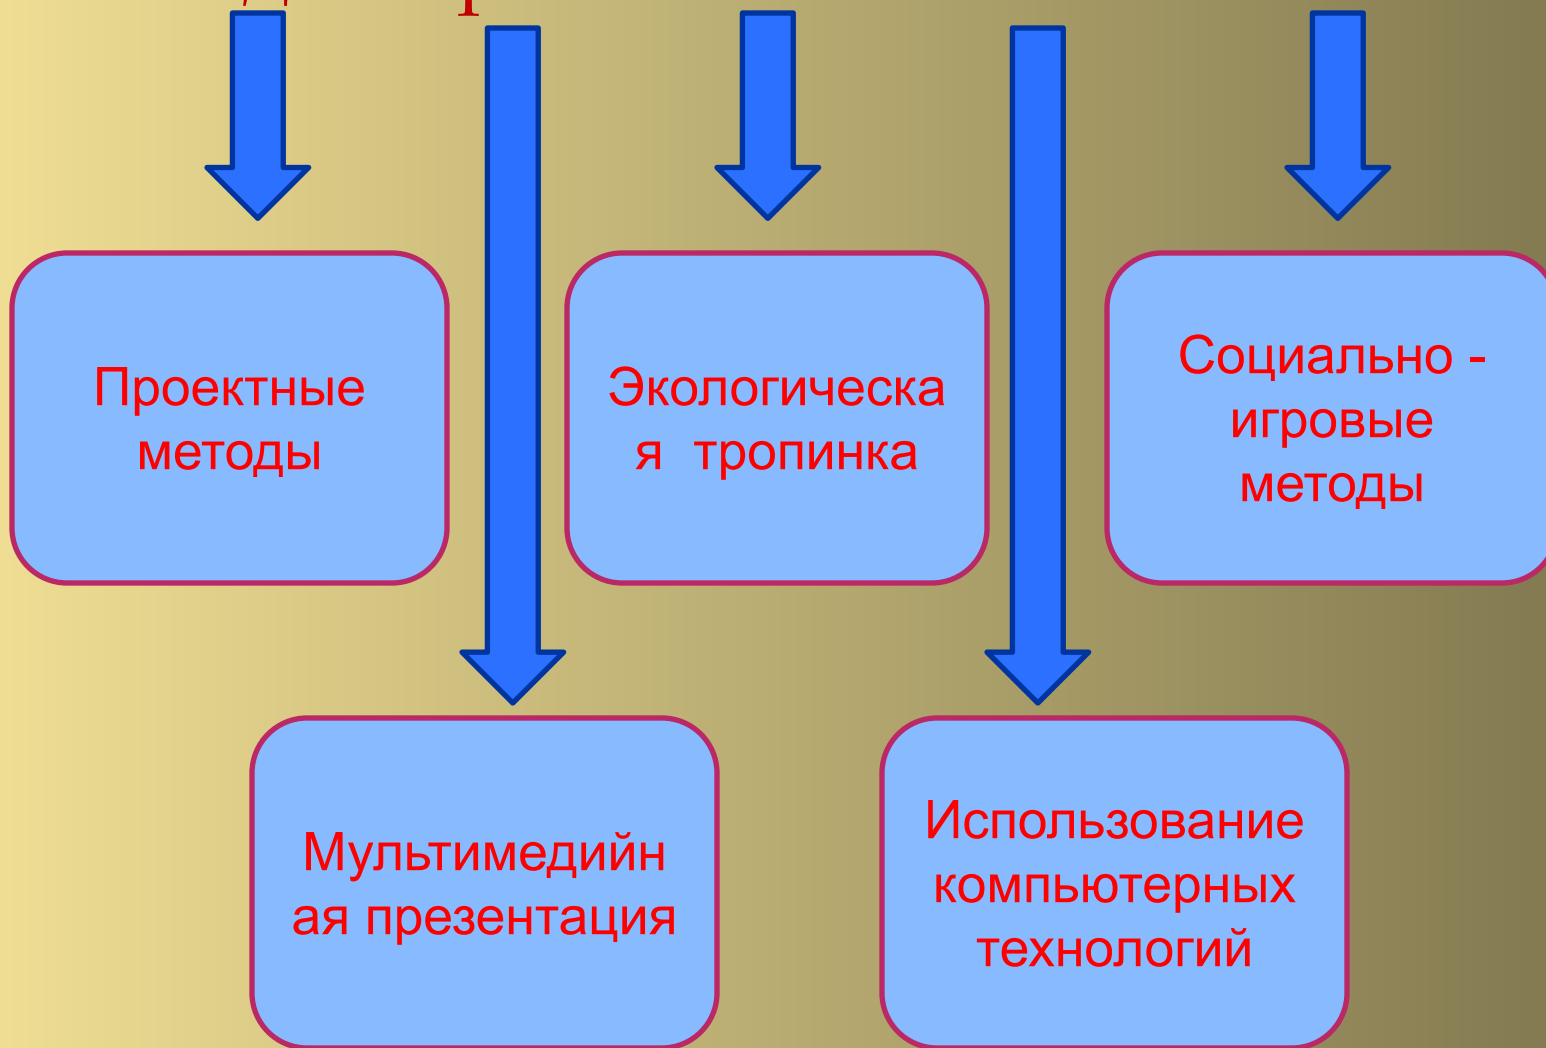 Проектные
методы
Экологическа
я тропинка
Социально -
игровые
методы
Мультимедийн
ая презентация
Использование
компьютерных
технологий